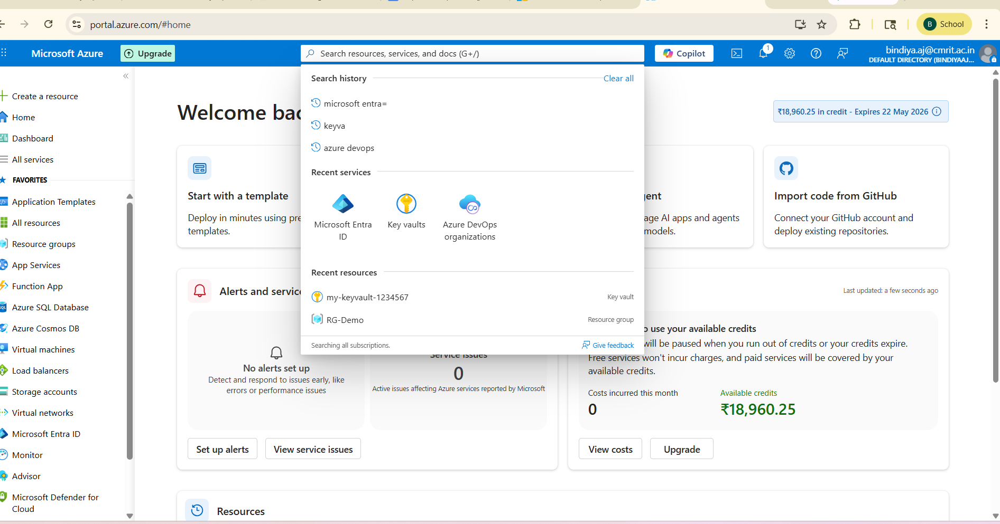 portal.azure.com/#home
B School
Microsoft Azure
Upgrade
Search resources, services, and docs (G+/)
Copilot
1
bindiya.aj@cmrit.ac.in
DEFAULT DIRECTORY (BINDIYAAJ...
Create a resource
Home
Dashboard
All services
FAVORITES
Application Templates
All resources
Resource groups
App Services
Function App
Azure SQL Database
Azure Cosmos DB
Virtual machines
Load balancers
Storage accounts
Virtual networks
Microsoft Entra ID
Monitor
Advisor
Microsoft Defender for
Cloud
Search history
Clear all
microsoft entra=
keyva
azure devops
Recent services
Microsoft Entra
ID
Key vaults
Azure DevOps
organizations
Recent resources
my-keyvault-1234567
Key vault
RG-Demo
Resource group
Searching all subscriptions.
Give feedback
Welcome
₹18,960.25 in credit - Expires 22 May 2026
Start with a template
Deploy in minutes using
templates.
AI apps and agents
models.
Import code from GitHub
Connect your GitHub account and
deploy existing repositories.
Alerts and
No alerts set up
Detect and respond to issues early, like
errors or performance issues
Service issues
0
Active issues affecting Azure services reported by Microsoft
Set up alerts
View service issues
Last updated: a few seconds ago
use your available credits
will be paused when you run out of credits or your credits expire.
Free services won't incur charges, and paid services will be covered by your
available credits.
Costs incurred this month
0
Available credits
₹18,960.25
View costs
Upgrade
Resources